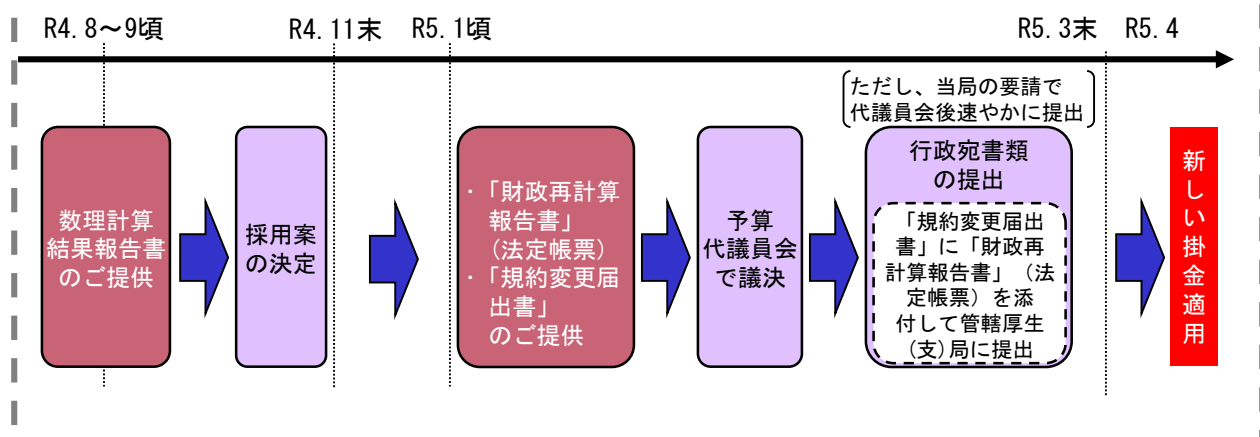 R4.8～9頃
R4.11末
R5.1頃
R5.3末
R5.4
ただし、当局の要請で
代議員会後速やかに提出
数理計算
結果報告書
のご提供
採用案
の決定
・「財政再計算
報告書」
（法定帳票）
・「規約変更届
出書」
のご提供
予算
代議員会
で議決
行政宛書類
の提出
「規約変更届出
書」に「財政再
計算報告書」（法
定帳票）を添
付して管轄厚生
(支)局に提出
新しい掛金適用